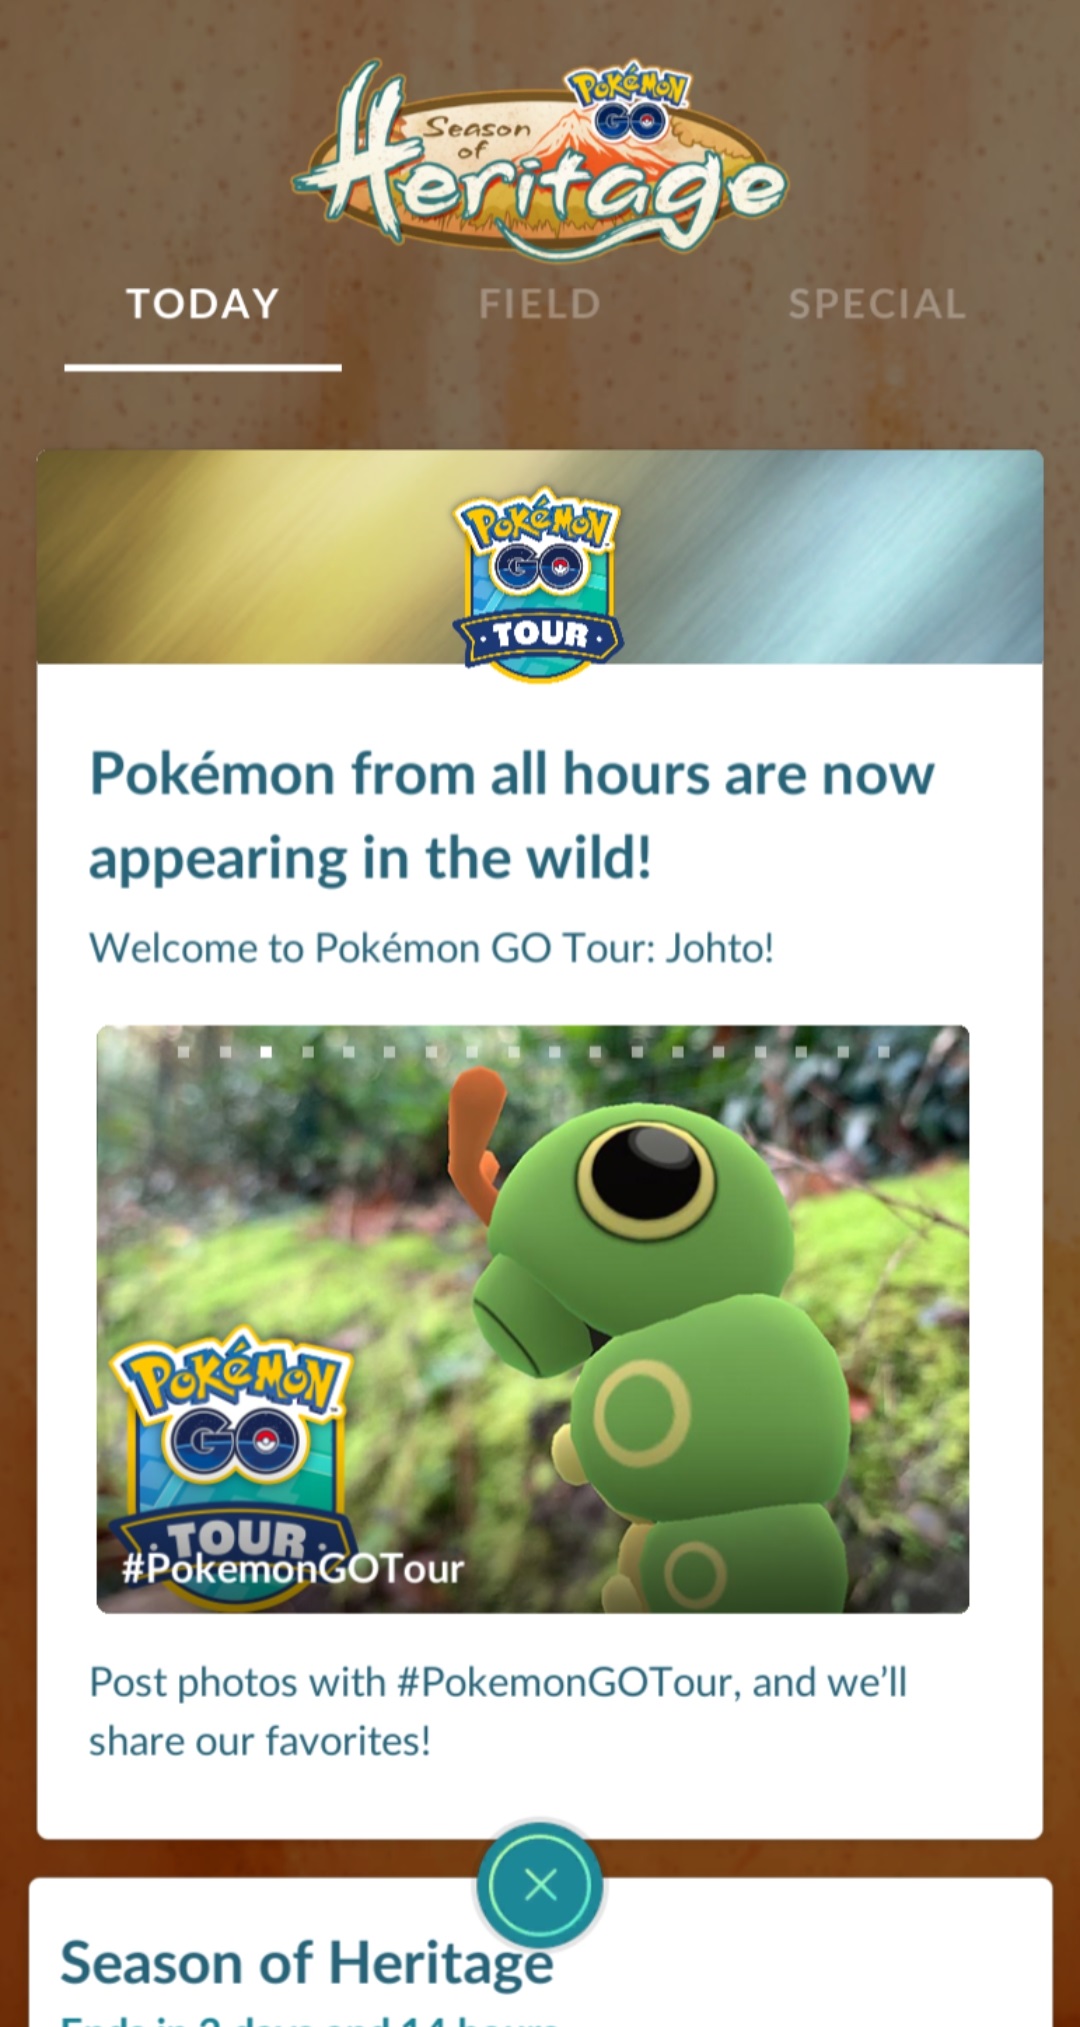 Season
of
Heritage
POKÉMON
GO
TODAY
FIELD
SPECIAL
POKÉMON
GO
TOUR
Pokémon from all hours are now
appearing in the wild!
Welcome to Pokémon GO Tour: Johto!
POKÉMON
GO
TOUR
#PokemonGOTour
Post photos with #PokemonGOTour, and we’ll
share our favorites!
Season of Heritage